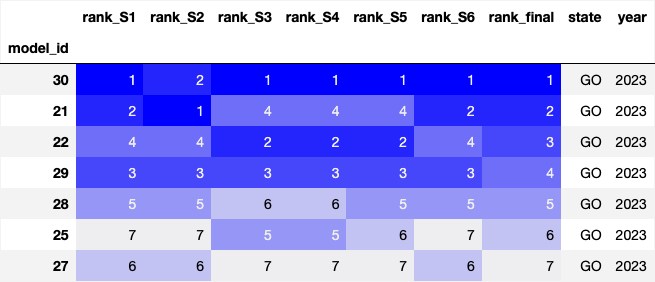 rank_S1 rank_S2 rank_S3 rank_S4 rank_S5 rank_S6 rank_final state year
model_id
30 1 2 1 1 1 1 1 GO 2023
21 2 1 4 4 4 2 2 GO 2023
22 4 4 2 2 2 4 3 GO 2023
29 3 3 3 3 3 3 4 GO 2023
28 5 5 6 6 5 5 5 GO 2023
25 7 7 5 5 6 7 6 GO 2023
27 6 6 7 7 7 6 7 GO 2023